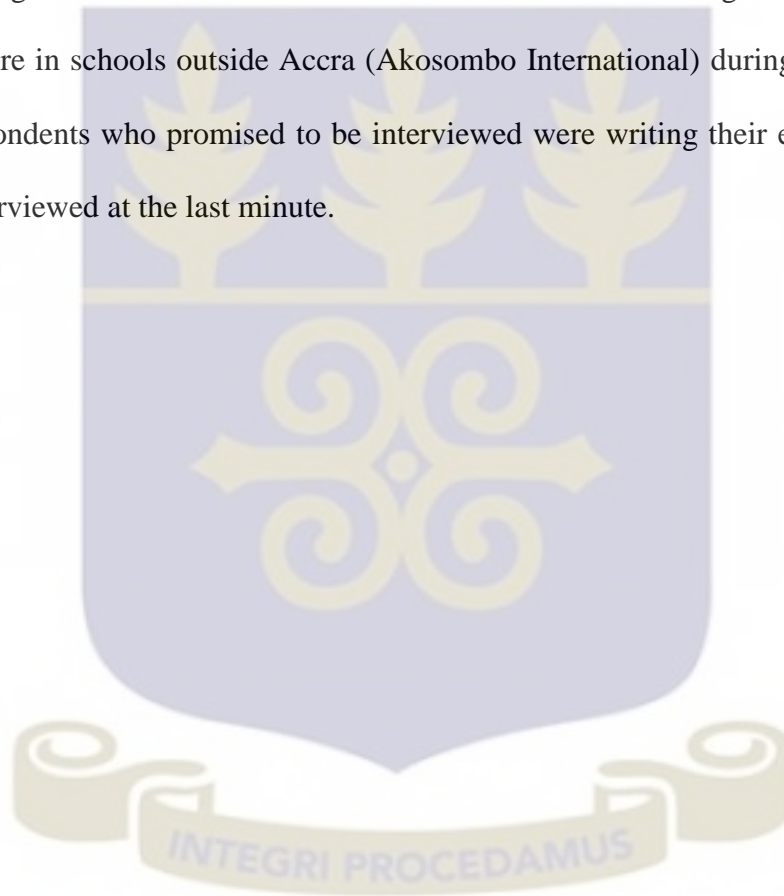 re in schools outside Accra (Akosombo International) during
ondents who promised to be interviewed were writing their e
rviewed at the last minute.
INTEGRI PROCEDAMUS